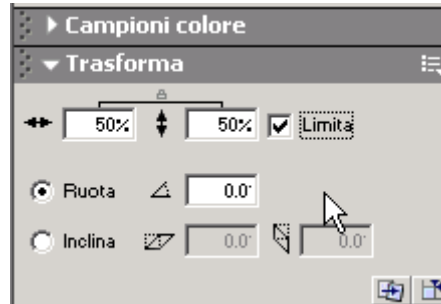 Campioni colore
Trasforma
50% 50% Limita
Ruota 0.0°
Inclina 0.0° 0.0°